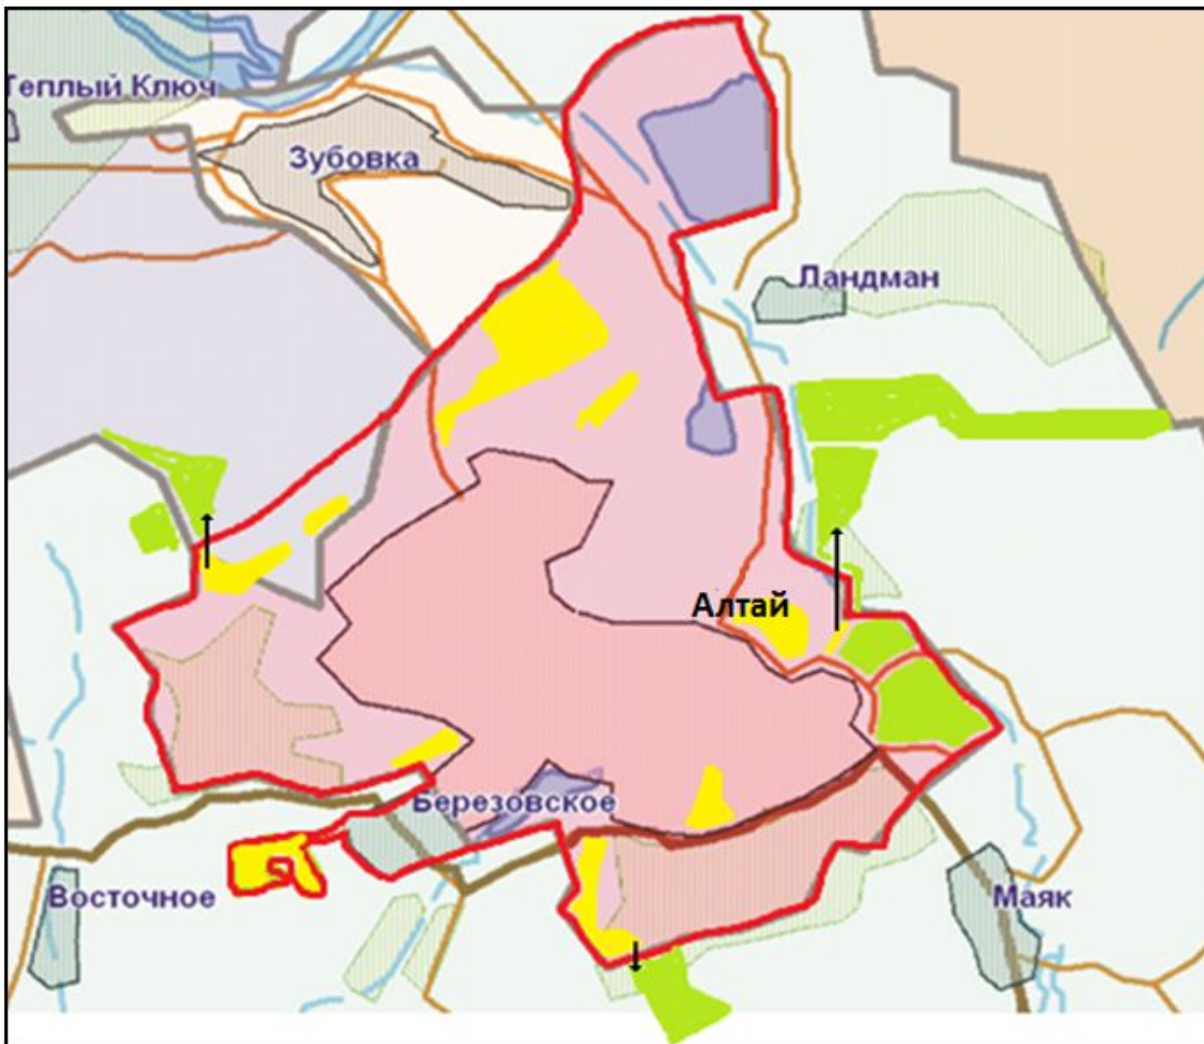 Теплый Ключ
Зубовка
Ландман
Алтай
Березовское
Восточное
Маяк